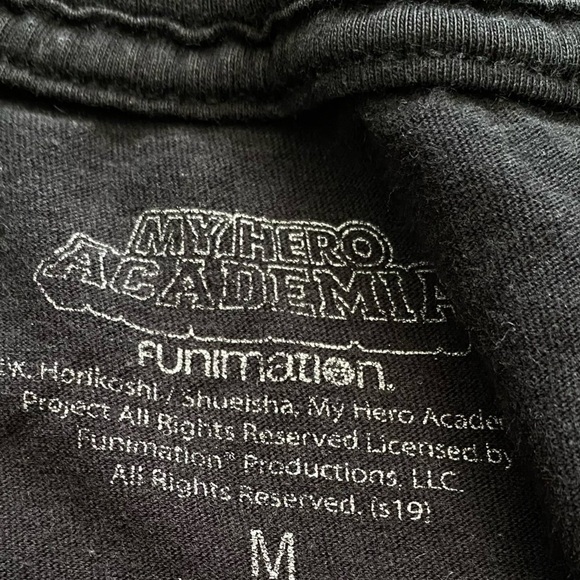 MY HERO
ACADEMIA
FUNIMATION.
K. Horikoshi / Shueisha, My Hero
Project All Rights Reserved Licensed by
Funimation® Productions, LLC.
All Rights Reserved. (s19)
M